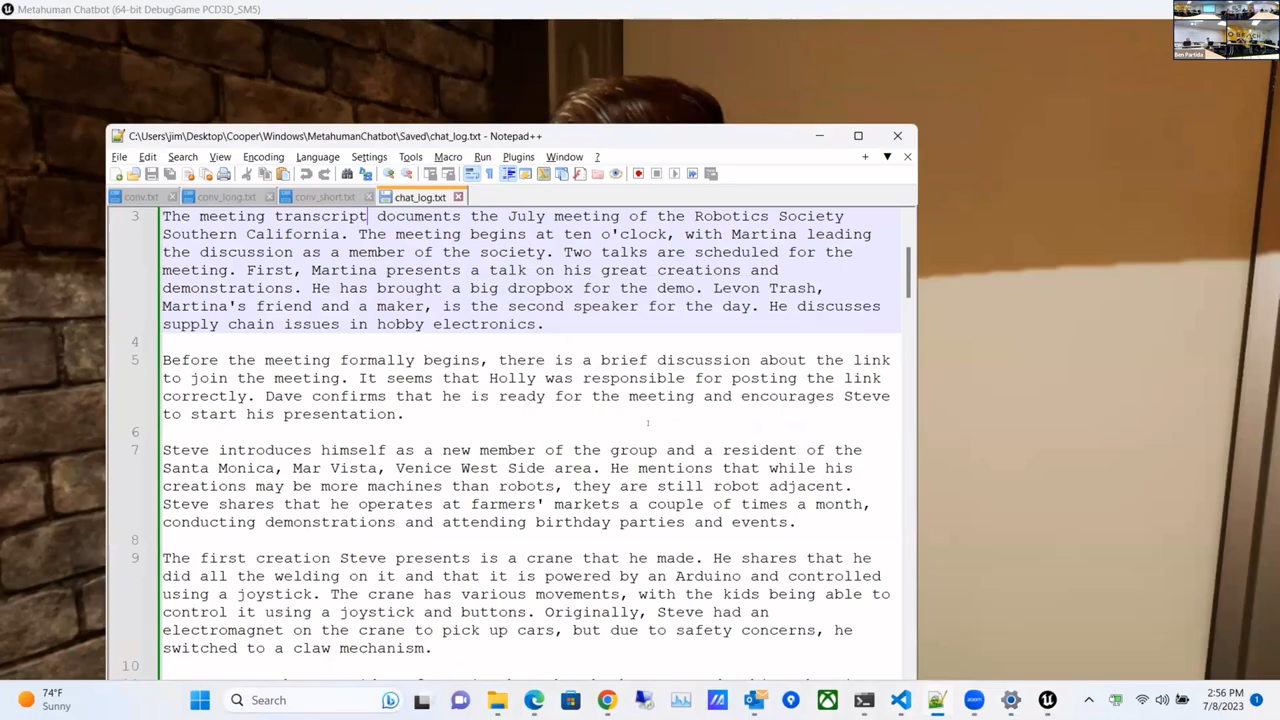 Metahuman Chatbot (64-bit DebugGame PCD3D_SM5)
Ben Partida
C:\Users\jim\Desktop\Cooper\Windows\MetahumanChatbot\Saved\chat_log.txt - Notepad++
File Edit Search View Encoding Language Settings Tools Macro Run Plugins Window ?
conv.txt conv_long.txt conv_short.txt chat_log.txt
3 The meeting transcript documents the July meeting of the Robotics Society
Southern California. The meeting begins at ten o'clock, with Martina leading
the discussion as a member of the society. Two talks are scheduled for the
meeting. First, Martina presents a talk on his great creations and
demonstrations. He has brought a big dropbox for the demo. Levon Trash,
Martina's friend and a maker, is the second speaker for the day. He discusses
supply chain issues in hobby electronics.
4
5 Before the meeting formally begins, there is a brief discussion about the link
to join the meeting. It seems that Holly was responsible for posting the link
correctly. Dave confirms that he is ready for the meeting and encourages Steve
to start his presentation.
6
7 Steve introduces himself as a new member of the group and a resident of the
Santa Monica, Mar Vista, Venice West Side area. He mentions that while his
creations may be more machines than robots, they are still robot adjacent.
Steve shares that he operates at farmers' markets a couple of times a month,
conducting demonstrations and attending birthday parties and events.
8
9 The first creation Steve presents is a crane that he made. He shares that he
did all the welding on it and that it is powered by an Arduino and controlled
using a joystick. The crane has various movements, with the kids being able to
control it using a joystick and buttons. Originally, Steve had an
electromagnet on the crane to pick up cars, but due to safety concerns, he
switched to a claw mechanism.
10
74°F
Sunny
Search
2:56 PM
7/8/2023